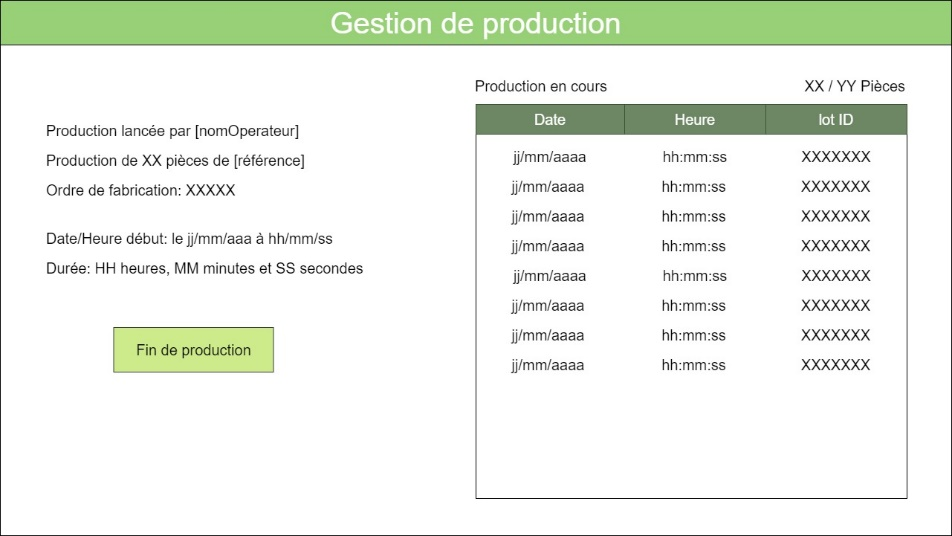 Gestion de production
Production lancée par [nomOperateur]
Production de XX pièces de [référence]
Ordre de fabrication: XXXXX
Date/Heure début: le jj/mm/aaa à hh/mm/ss
Durée: HH heures, MM minutes et SS secondes
Fin de production
Production en cours XX / YY Pièces
Date Heure lot ID
jj/mm/aaaa hh:mm:ss XXXXXXX
jj/mm/aaaa hh:mm:ss XXXXXXX
jj/mm/aaaa hh:mm:ss XXXXXXX
jj/mm/aaaa hh:mm:ss XXXXXXX
jj/mm/aaaa hh:mm:ss XXXXXXX
jj/mm/aaaa hh:mm:ss XXXXXXX
jj/mm/aaaa hh:mm:ss XXXXXXX
jj/mm/aaaa hh:mm:ss XXXXXXX